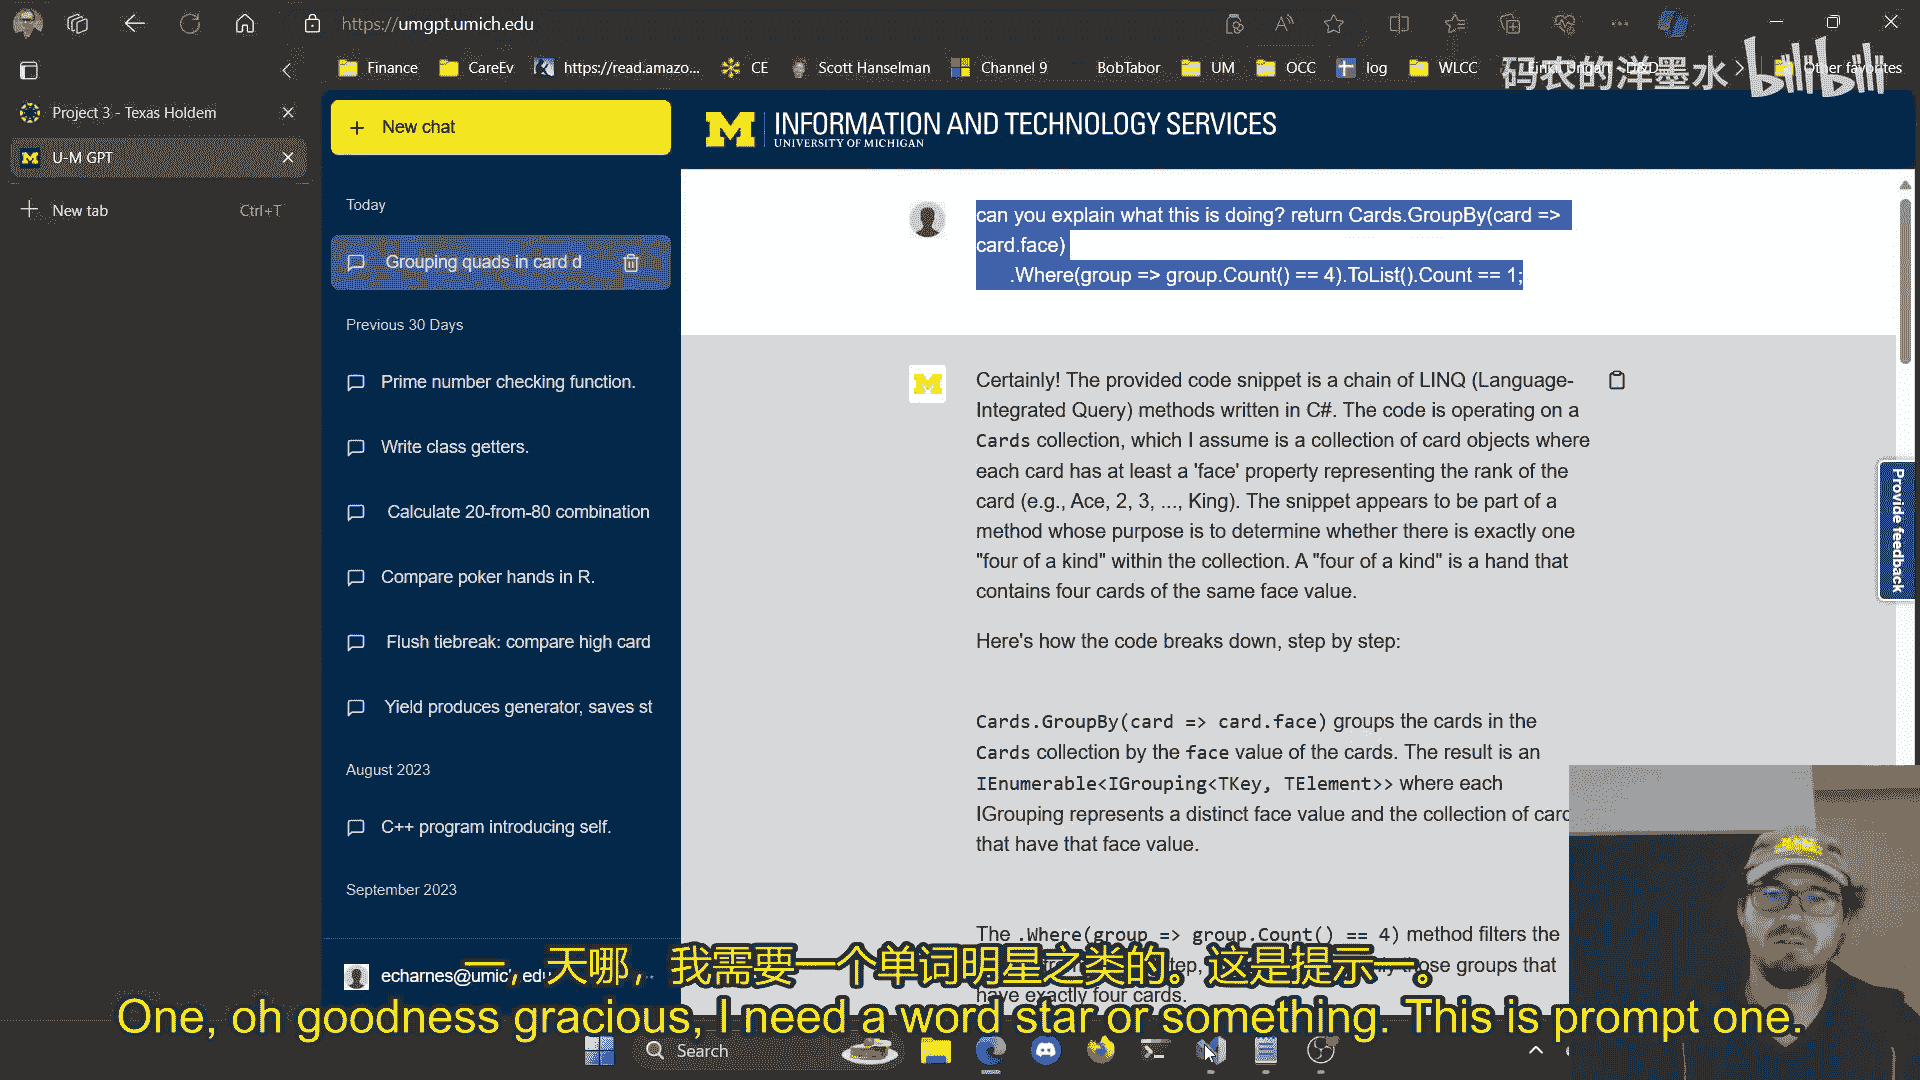 https://umgpt.umich.edu
Finance
CareEv
https://read.amazo...
CE
Scott Hanselman
Channel 9
BobTabor
UM
OCC
log
WLCC
Other favorites
码农的洋墨水
bilibili
Project 3 - Texas Holdem
U-M GPT
New tab
Ctrl+T
New chat
Today
Grouping quads in card d
Previous 30 Days
Prime number checking function.
Write class getters.
Calculate 20-from-80 combination
Compare poker hands in R.
Flush tiebreak: compare high card
Yield produces generator, saves st
August 2023
C++ program introducing self.
September 2023
echarnes@umich.edu
M INFORMATION AND TECHNOLOGY SERVICES
UNIVERSITY OF MICHIGAN
can you explain what this is doing? return Cards.GroupBy(card =>
card.face)
.Where(group => group.Count() == 4).ToList().Count == 1;
Certainly! The provided code snippet is a chain of LINQ (Language-
Integrated Query) methods written in C#. The code is operating on a
Cards collection, which I assume is a collection of card objects where
each card has at least a 'face' property representing the rank of the
card (e.g., Ace, 2, 3, ..., King). The snippet appears to be part of a
method whose purpose is to determine whether there is exactly one
"four of a kind" within the collection. A "four of a kind" is a hand that
contains four cards of the same face value.
Here's how the code breaks down, step by step:
Cards.GroupBy(card => card.face) groups the cards in the
Cards collection by the face value of the cards. The result is an
IEnumerable<IGrouping<TKey, TElement>> where each
IGrouping represents a distinct face value and the collection of card
that have that face value.
The .Where(group => group.Count() == 4) method filters the
those groups that
have exactly four cards.
Provide feedback
一，天哪，我需要一个单词明星之类的。这是提示一。
One, oh goodness gracious, I need a word star or something. This is prompt one.
Search